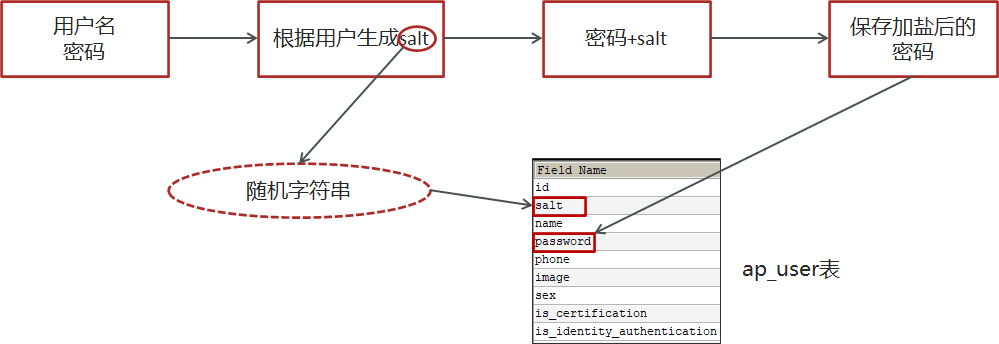 用户名
密码
根据用户生成salt
密码+salt
保存加盐后的
密码
随机字符串
Field Name
id
salt
name
password
phone
image
sex
is_certification
is_identity_authentication
ap_user表